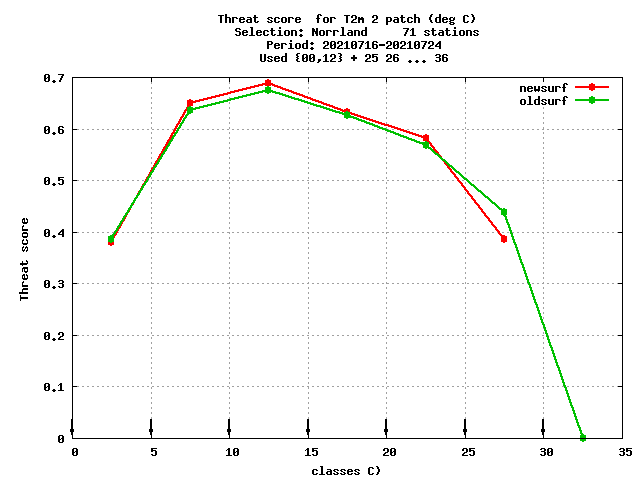 Threat score  for T2m 2 patch (deg C)
Selection: Norrland     71 stations
Period: 20210716-20210724
Used {00,12} + 25 26 ... 36
newsurf
oldsurf
Threat score
0.7
0.6
0.5
0.4
0.3
0.2
0.1
0
0 5 10 15 20 25 30 35
classes C)